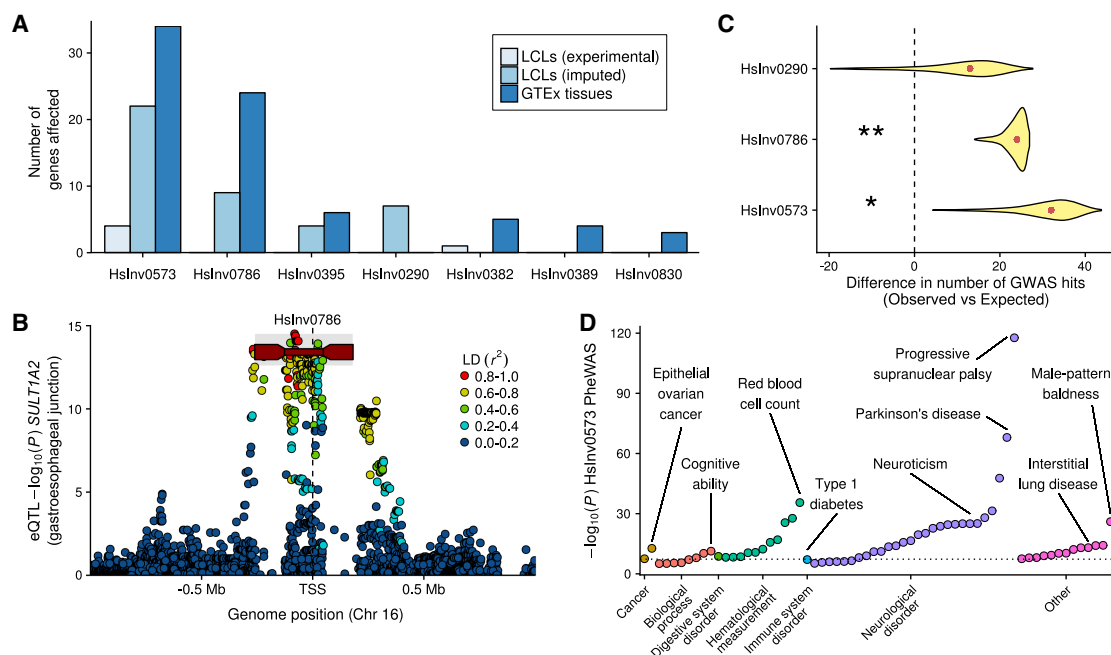 A
Number of
genes affected
30
20
10
0
LCLs (experimental)
LCLs (imputed)
GTEx tissues
HsInv0573
HsInv0786
HsInv0395
HsInv0290
HsInv0382
HsInv0389
HsInv0830
B
eQTL −log10(P) SULT1A2
(gastroesophageal junction)
15
10
5
0
HsInv0786
LD (r²)
0.8-1.0
0.6-0.8
0.4-0.6
0.2-0.4
0.0-0.2
-0.5 Mb
TSS
0.5 Mb
Genome position (Chr 16)
C
HsInv0290
HsInv0786
HsInv0573
**
*
-20
0
20
40
Difference in number of GWAS hits
(Observed vs Expected)
D
−log10(P) HsInv0573 PheWAS
120
90
60
30
0
Epithelial
ovarian
cancer
Cognitive
ability
Red blood
cell count
Type 1
diabetes
Progressive
supranuclear palsy
Parkinson's disease
Neuroticism
Male-pattern
baldness
Interstitial
lung disease
Cancer
Biological
process
Digestive system
disorder
Hematological
measurement
Immune system
disorder
Neurological
disorder
Other